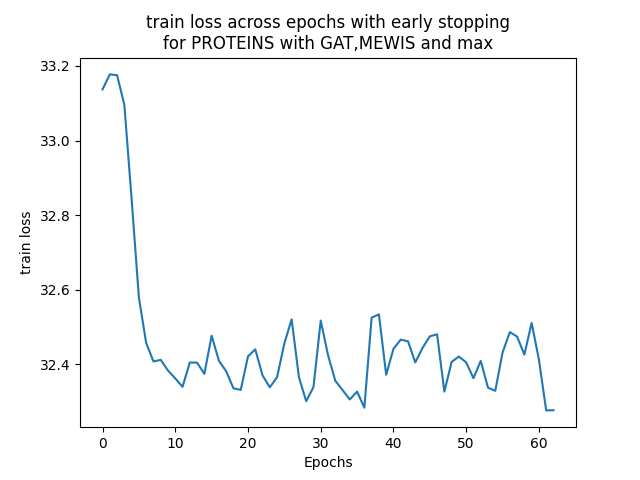 train loss across epochs with early stopping
for PROTEINS with GAT,MEWIS and max
33.2
33.0
32.8
32.6
32.4
train loss
0 10 20 30 40 50 60
Epochs